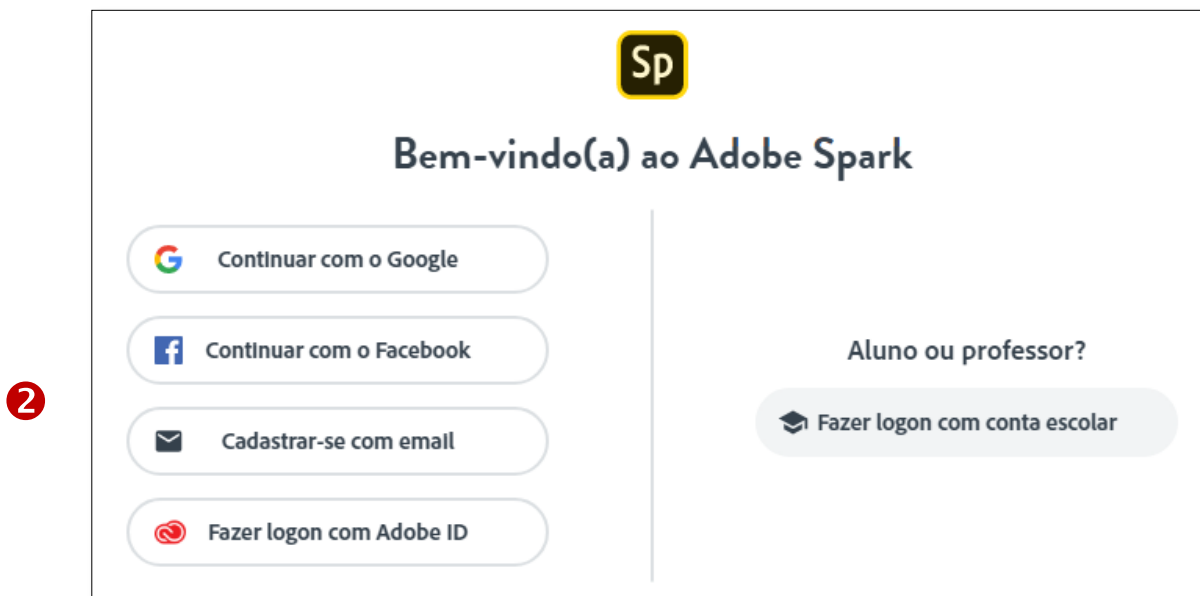 Sp
Bem-vindo(a) ao Adobe Spark
Continuar com o Google
Continuar com o Facebook
Cadastrar-se com email
Fazer logon com Adobe ID
Aluno ou professor?
Fazer logon com conta escolar
2